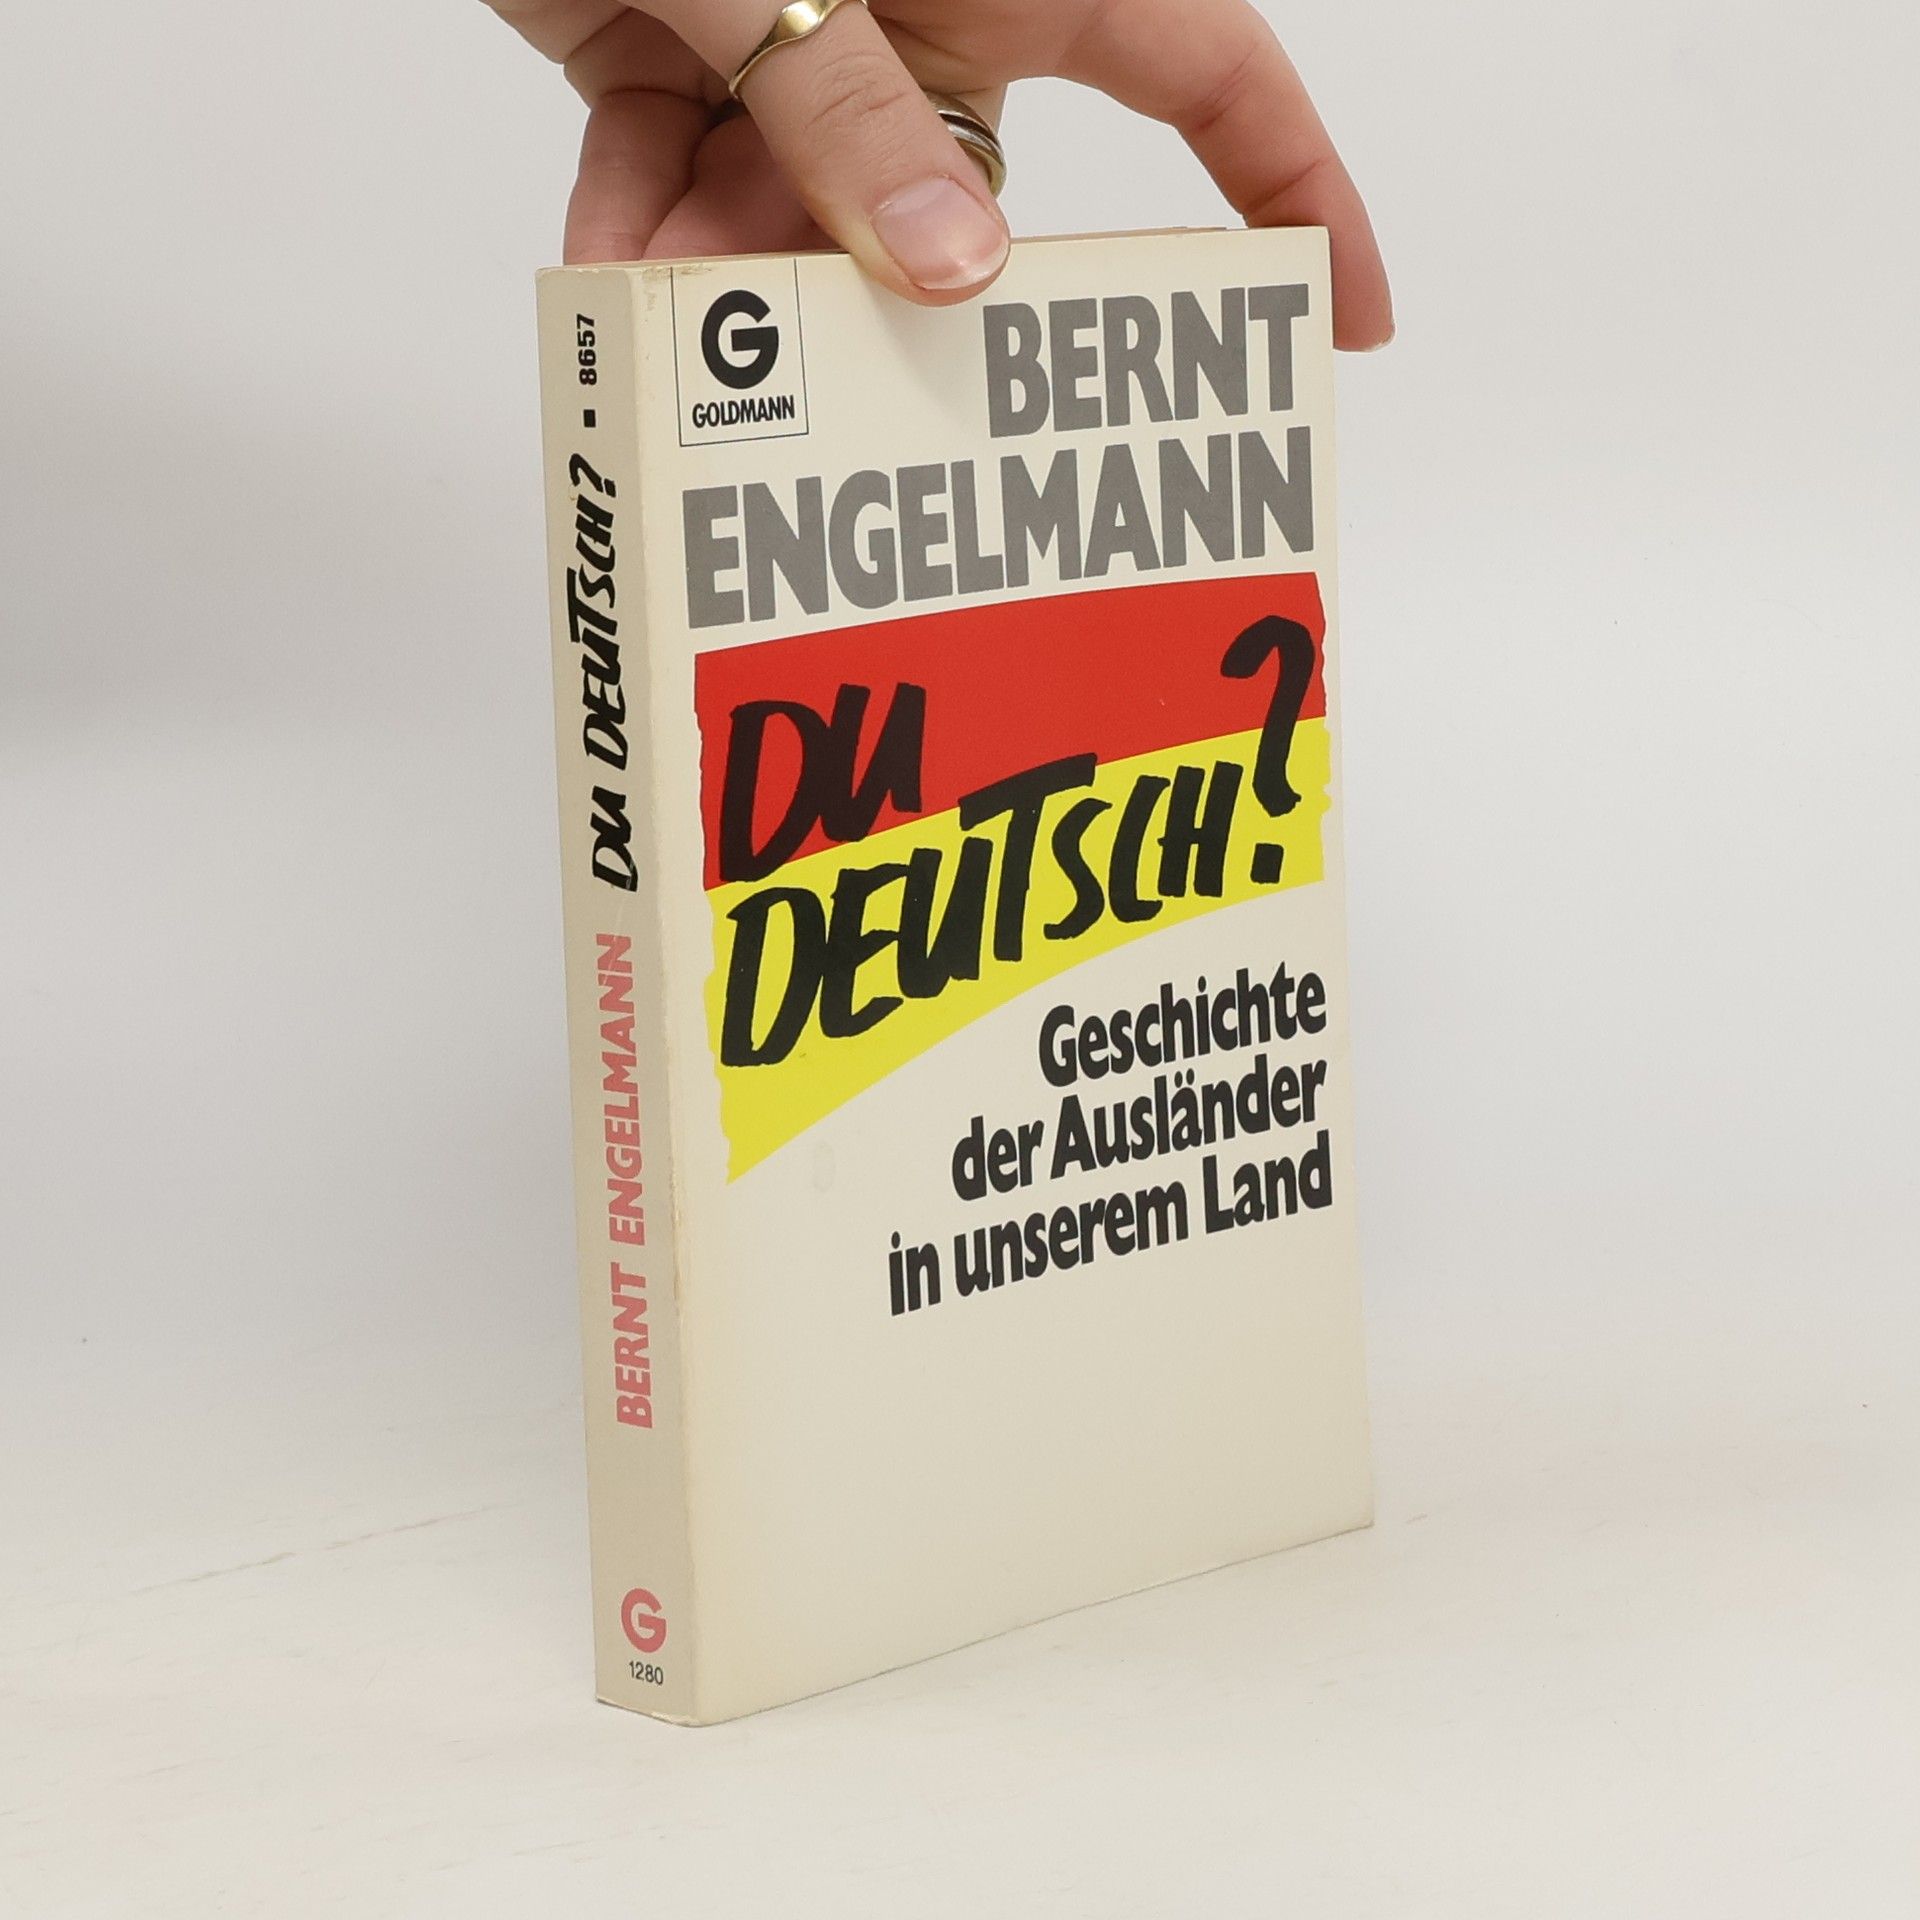 G
GOLDMANN
BERNT
ENGELMANN
DU
DEUTSCH?
Geschichte
der Ausländer
in unserem Land
BERNT ENGELMANN DU DEUTSCH? ■ 8657
G
1280